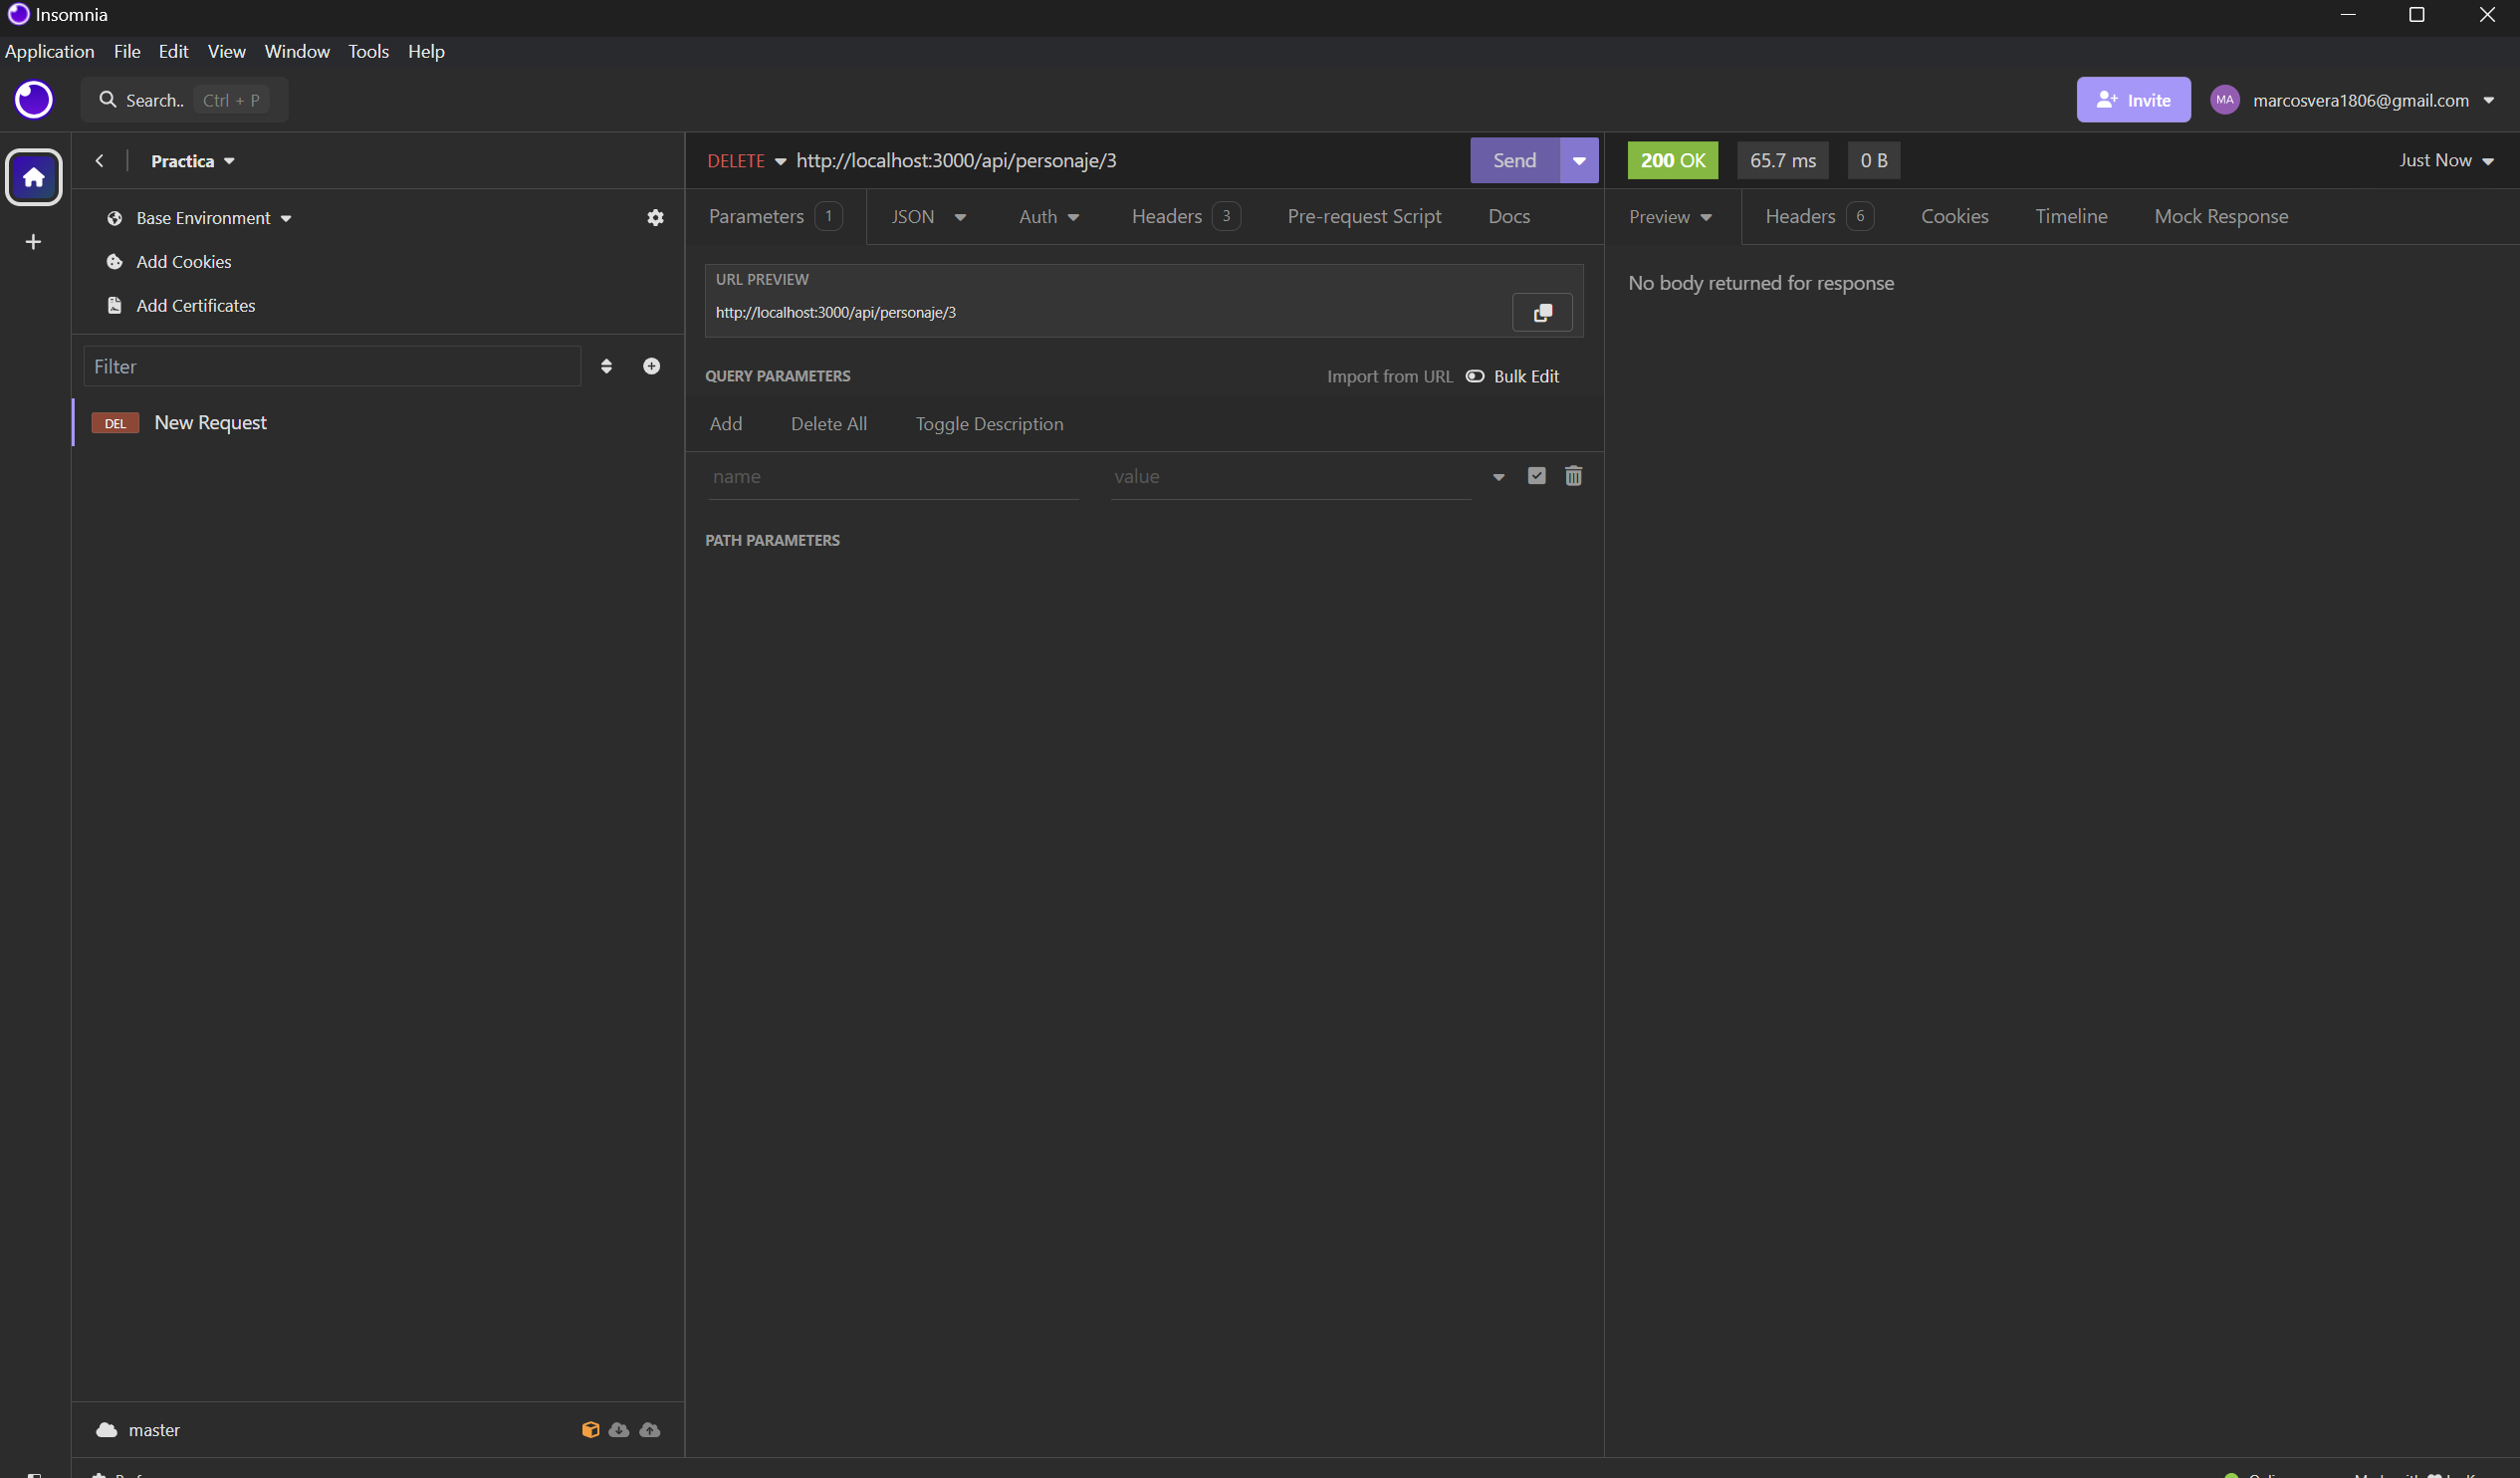 Insomnia
Application File Edit View Window Tools Help
Search.. Ctrl + P
Invite
MA
marcosvera1806@gmail.com
Practica
DELETE http://localhost:3000/api/personaje/3
Send
200 OK 65.7 ms 0 B
Just Now
Base Environment
Add Cookies
Add Certificates
Parameters 1 JSON Auth Headers 3 Pre-request Script Docs
Preview Headers 6 Cookies Timeline Mock Response
URL PREVIEW
http://localhost:3000/api/personaje/3
No body returned for response
Filter
QUERY PARAMETERS
Import from URL Bulk Edit
DEL New Request
Add Delete All Toggle Description
name value
PATH PARAMETERS
master